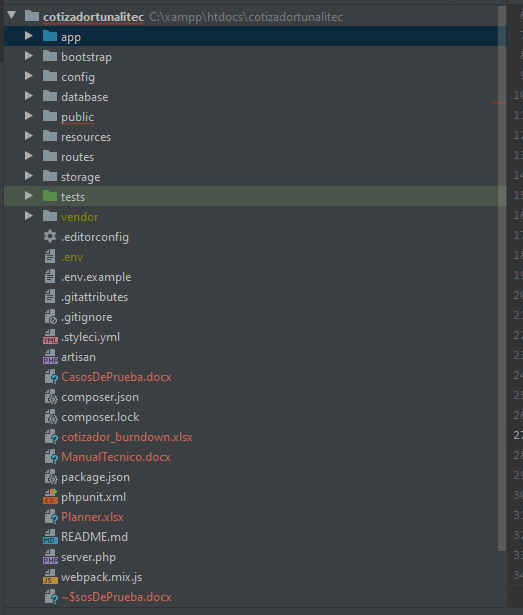 cotizadortunalitec C:\xampp\htdocs\cotizadortunalitec
app
bootstrap
config
database
public
resources
routes
storage
tests
vendor
.editorconfig
.env
.env.example
.gitattributes
.gitignore
.styleci.yml
artisan
CasosDePrueba.docx
composer.json
composer.lock
cotizador_burndown.xlsx
ManualTecnico.docx
package.json
phpunit.xml
Planner.xlsx
README.md
server.php
webpack.mix.js
~$sosDePrueba.docx